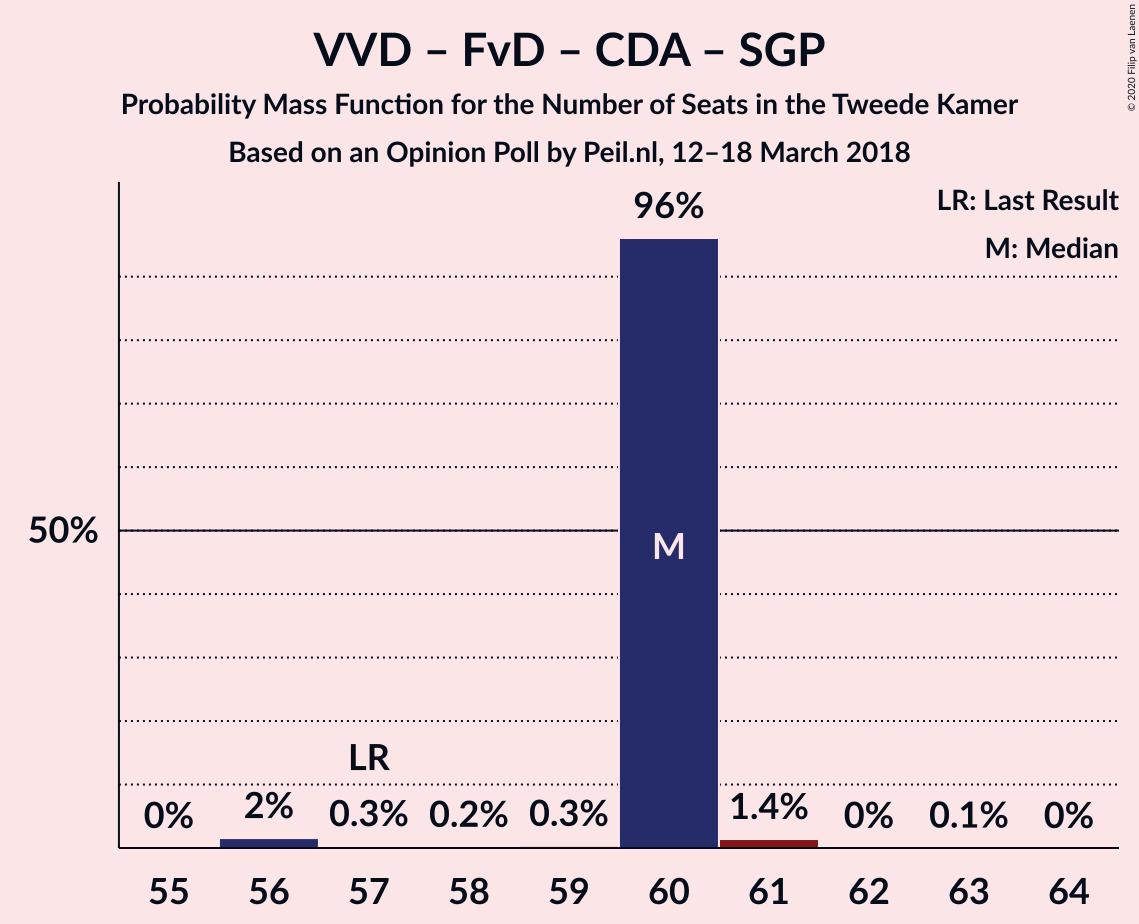 VVD – FvD – CDA – SGP
Probability Mass Function for the Number of Seats in the Tweede Kamer
Based on an Opinion Poll by Peil.nl, 12–18 March 2018
© 2020 Filip van Laenen
LR: Last Result
M: Median
96%
50%
M
LR
0% 2% 0.3% 0.2% 0.3% 1.4% 0% 0.1% 0%
55 56 57 58 59 60 61 62 63 64